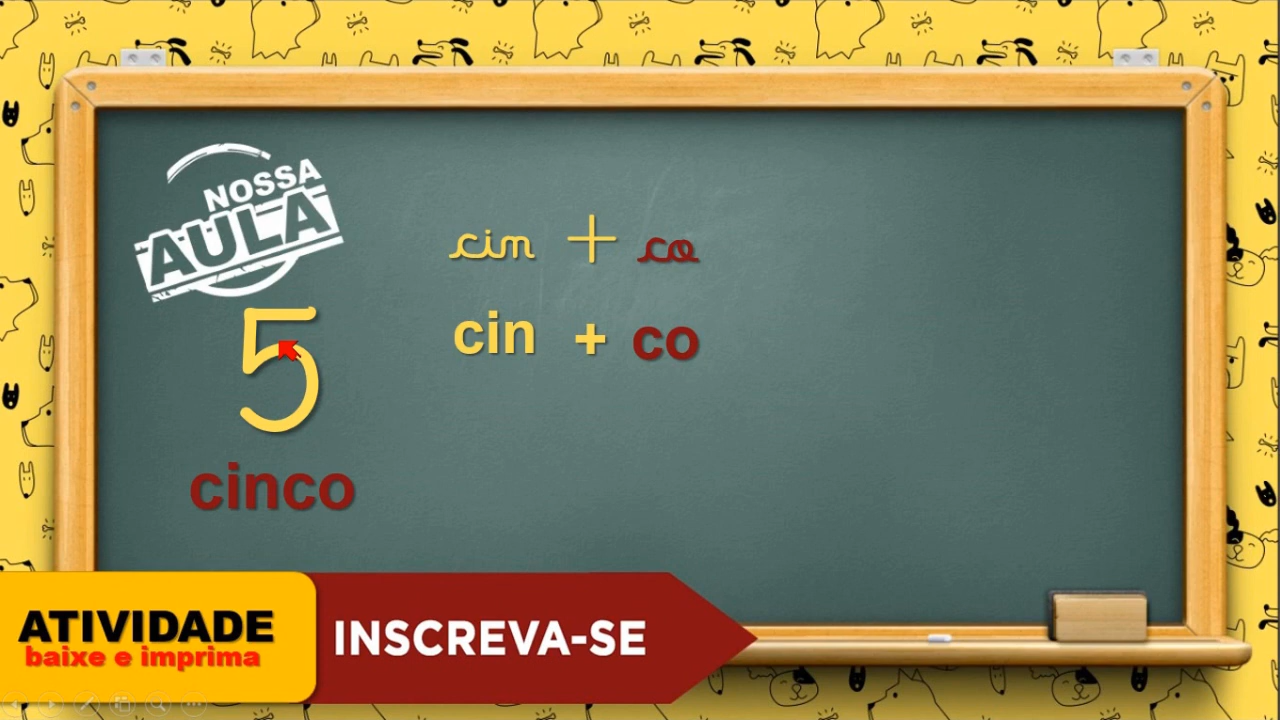 NOSSA
AULA
cin + co
cin + co
5
cinco
ATIVIDADE
baixe e imprima
INSCREVA-SE